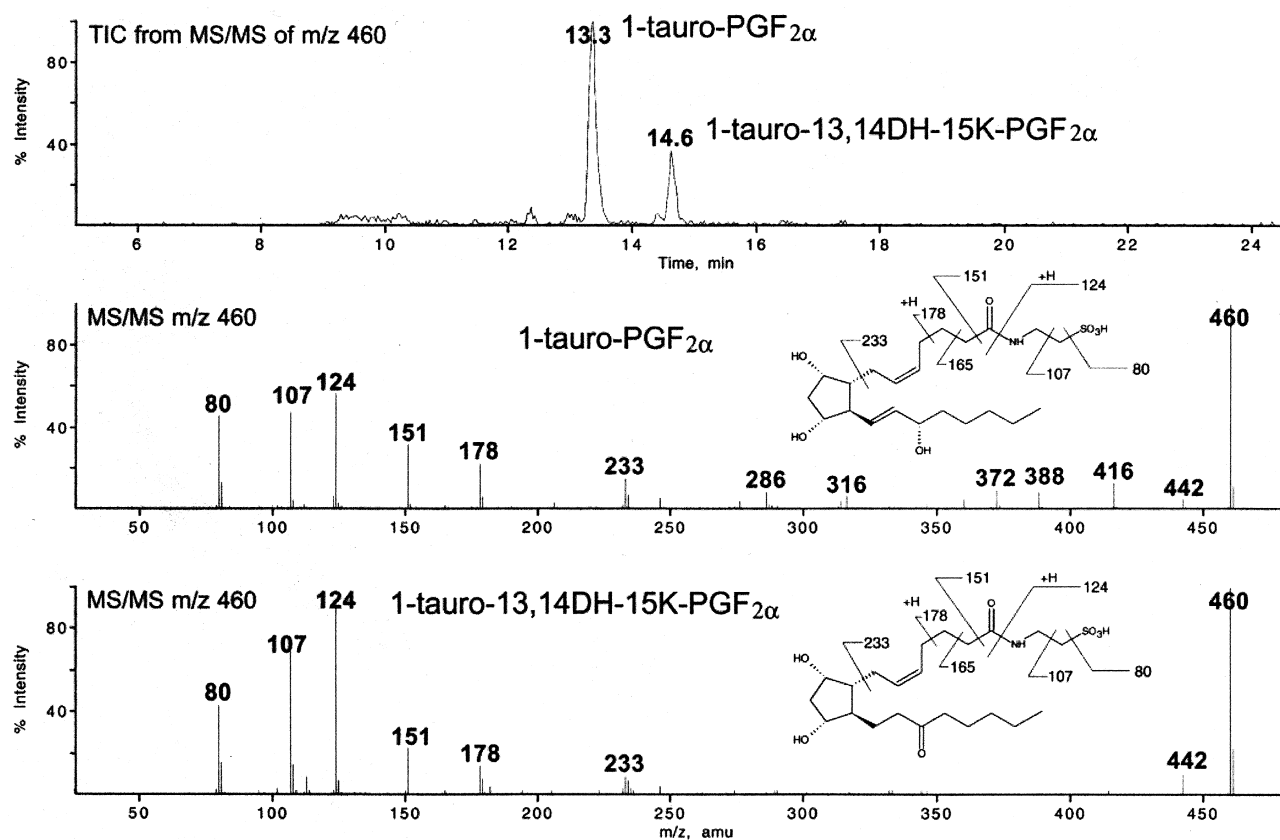 TIC from MS/MS of m/z 460
13.3 1-tauro-PGF2α
14.6 1-tauro-13,14DH-15K-PGF2α
% Intensity
80
40
6 8 10 12 14 16 18 20 22 24
Time, min
MS/MS m/z 460
1-tauro-PGF2α
% Intensity
80
40
80 107 124 151 178 233 286 316 372 388 416 442 460
151 +H 124
+H 178 O
233 165 NH SO3H
107 80
HO
HO
OH
50 100 150 200 250 300 350 400 450
MS/MS m/z 460
1-tauro-13,14DH-15K-PGF2α
% Intensity
80
40
80 107 124 151 178 233 442 460
151 +H 124
+H 178 O
233 165 NH SO3H
107 80
HO
HO
O
50 100 150 200 250 300 350 400 450
m/z, amu